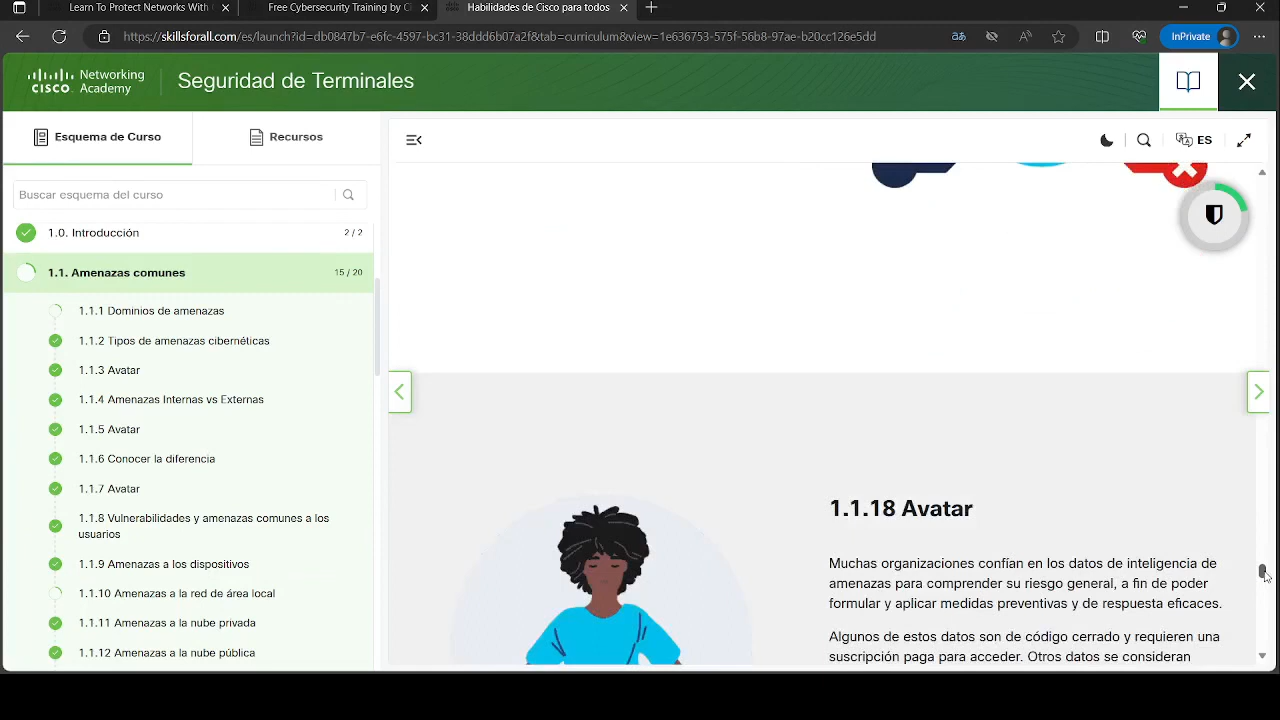 Learn To Protect Networks With
Free Cybersecurity Training by Ci
Habilidades de Cisco para todos
https://skillsforall.com/es/launch?id=db0847b7-e6fc-4597-bc31-38ddd6b07a2f&tab=curriculum&view=1e636753-575f-56b8-97ae-b20cc126e5dd
InPrivate
Networking
CISCO Academy
Seguridad de Terminales
Esquema de Curso
Recursos
ES
Buscar esquema del curso
1.0. Introducción 2 / 2
1.1. Amenazas comunes 15 / 20
1.1.1 Dominios de amenazas
1.1.2 Tipos de amenazas cibernéticas
1.1.3 Avatar
1.1.4 Amenazas Internas vs Externas
1.1.5 Avatar
1.1.6 Conocer la diferencia
1.1.7 Avatar
1.1.8 Vulnerabilidades y amenazas comunes a los
usuarios
1.1.9 Amenazas a los dispositivos
1.1.10 Amenazas a la red de área local
1.1.11 Amenazas a la nube privada
1.1.12 Amenazas a la nube pública
1.1.18 Avatar
Muchas organizaciones confían en los datos de inteligencia de
amenazas para comprender su riesgo general, a fin de poder
formular y aplicar medidas preventivas y de respuesta eficaces.
Algunos de estos datos son de código cerrado y requieren una
suscripción paga para acceder. Otros datos se consideran